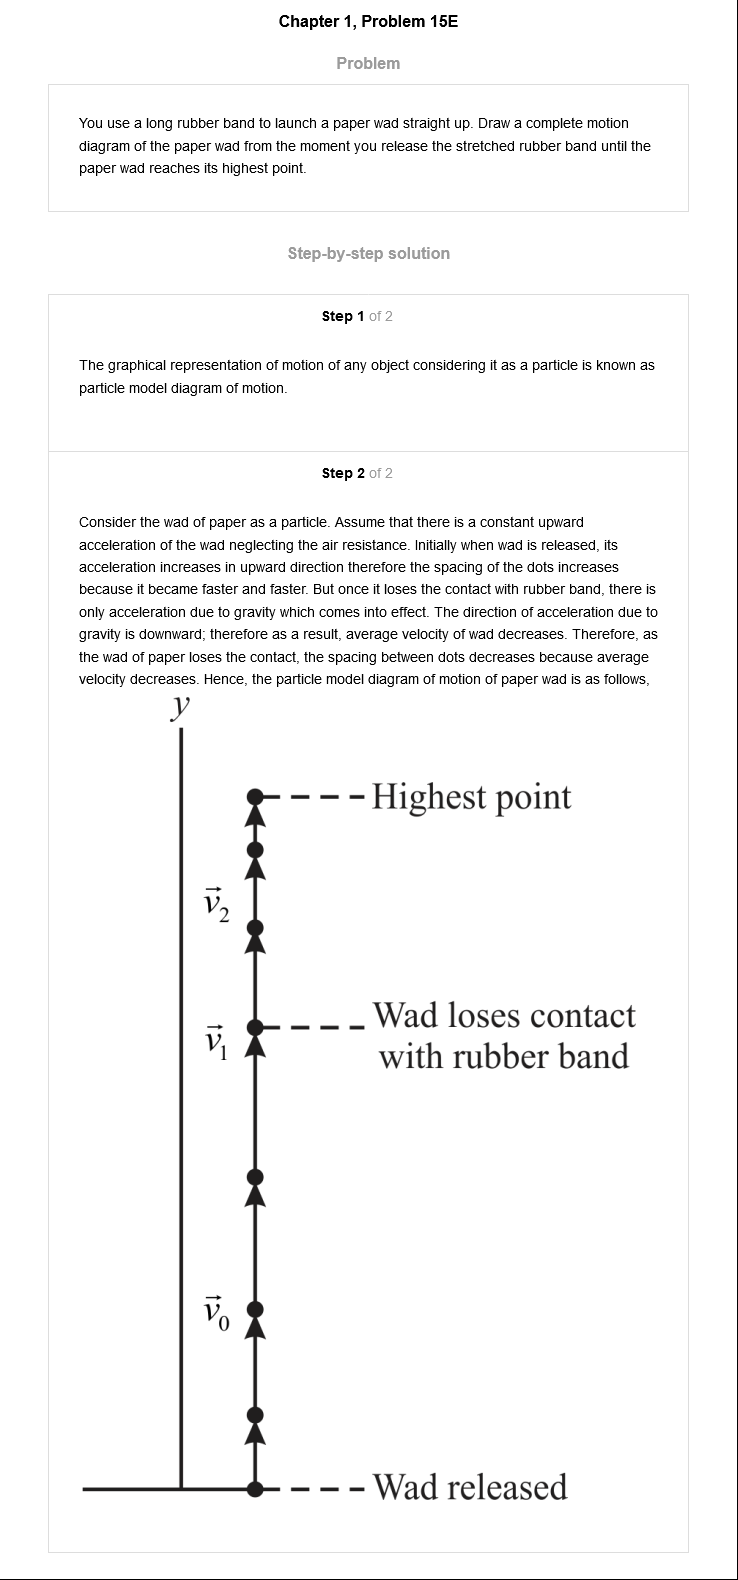 Chapter 1, Problem 15E
Problem
You use a long rubber band to launch a paper wad straight up. Draw a complete motion
diagram of the paper wad from the moment you release the stretched rubber band until the
paper wad reaches its highest point.
Step-by-step solution
Step 1 of 2
The graphical representation of motion of any object considering it as a particle is known as
particle model diagram of motion.
Step 2 of 2
Consider the wad of paper as a particle. Assume that there is a constant upward
acceleration of the wad neglecting the air resistance. Initially when wad is released, its
acceleration increases in upward direction therefore the spacing of the dots increases
because it became faster and faster. But once it loses the contact with rubber band, there is
only acceleration due to gravity which comes into effect. The direction of acceleration due to
gravity is downward; therefore as a result, average velocity of wad decreases. Therefore, as
the wad of paper loses the contact, the spacing between dots decreases because average
velocity decreases. Hence, the particle model diagram of motion of paper wad is as follows,
y
Highest point
v⃗₂
Wad loses contact
with rubber band
v⃗₁
v⃗₀
Wad released